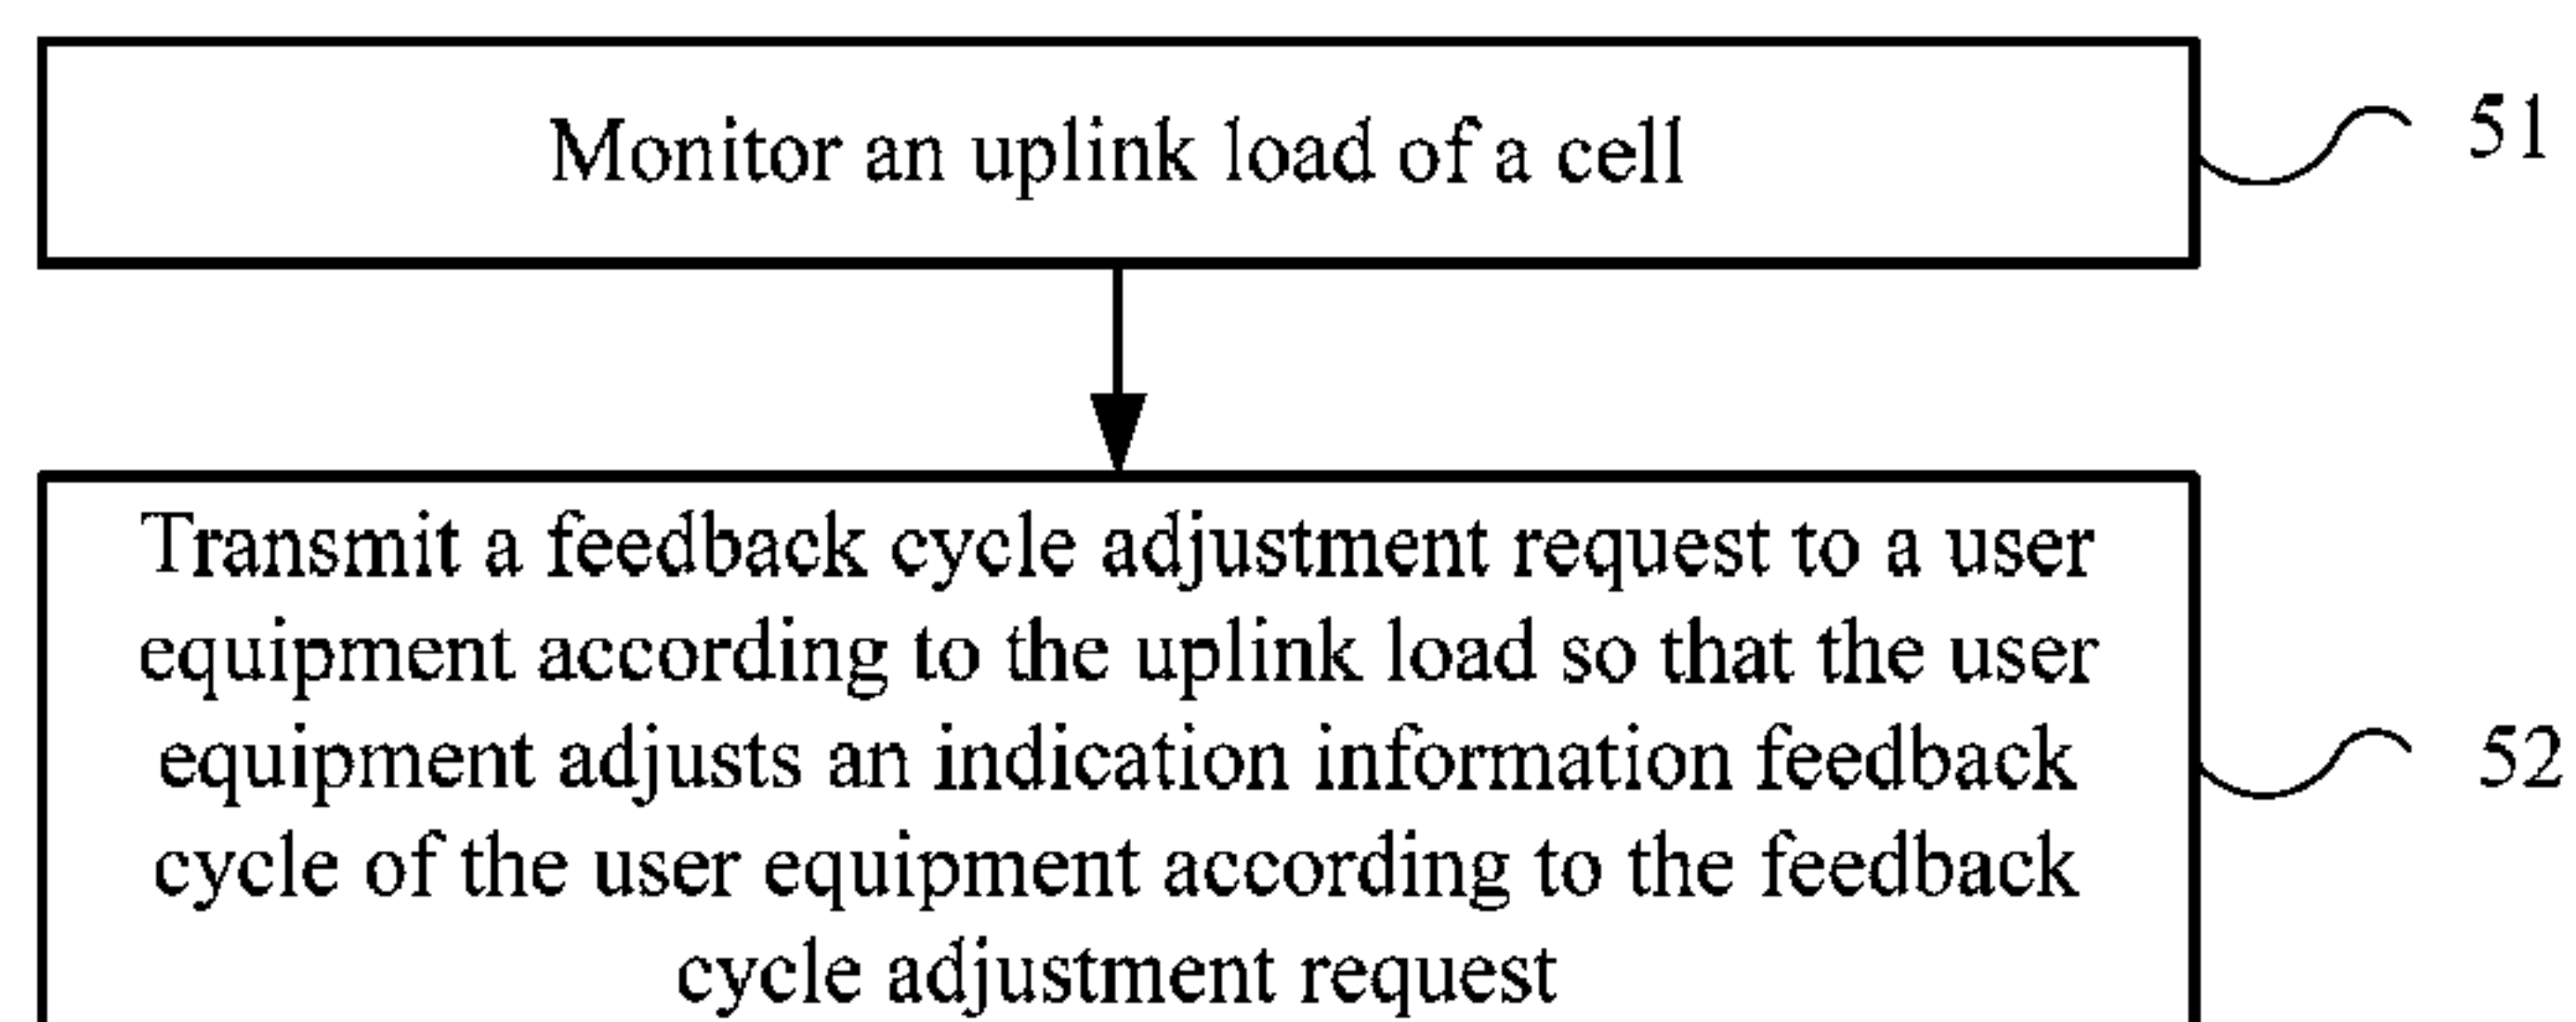 Monitor an uplink load of a cell
51
Transmit a feedback cycle adjustment request to a user
equipment according to the uplink load so that the user
equipment adjusts an indication information feedback
cycle of the user equipment according to the feedback
cycle adjustment request
52